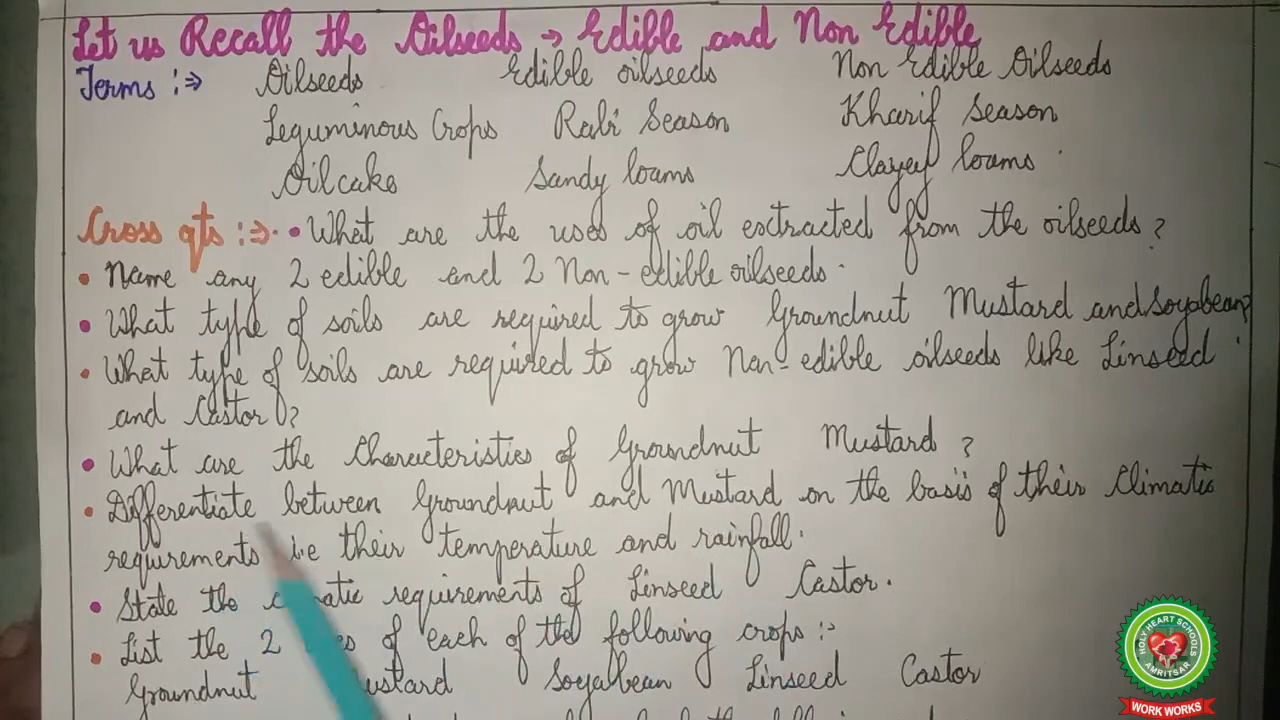 Let us Recall the Oilseeds → Edible and Non Edible
Terms :⇒ Oilseeds Edible oilseeds Non Edible Oilseeds
Leguminous Crops Rabi Season Kharif Season
Oilcake Sandy loams Clayey loams
Cross qts :⇒ • What are the uses of oil extracted from the oilseeds?
• Name any 2 edible and 2 Non-edible oilseeds.
• What type of soils are required to grow Groundnut Mustard and Soyabean?
• What type of soils are required to grow Non-edible oilseeds like Linseed
and Castor?
• What are the Characteristics of Groundnut Mustard?
• Differentiate between Groundnut and Mustard on the basis of their Climatic
requirements i.e their temperature and rainfall.
• State the requirements of Linseed Castor.
• List the 2 of each of the following crops :-
Groundnut Soyabean Linseed Castor
HOLY HEART SCHOOLS
AMRITSAR
WORK WORKS